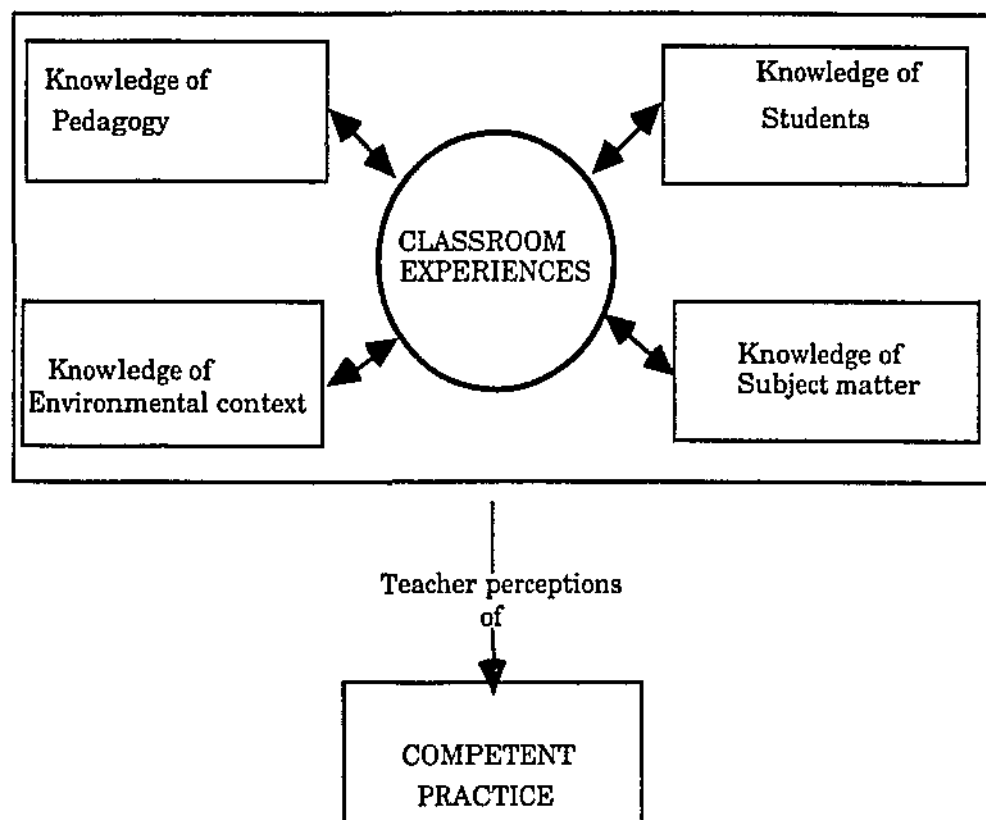 Knowledge of
Pedagogy
Knowledge of
Students
CLASSROOM
EXPERIENCES
Knowledge of
Environmental context
Knowledge of
Subject matter
Teacher perceptions
of
COMPETENT
PRACTICE